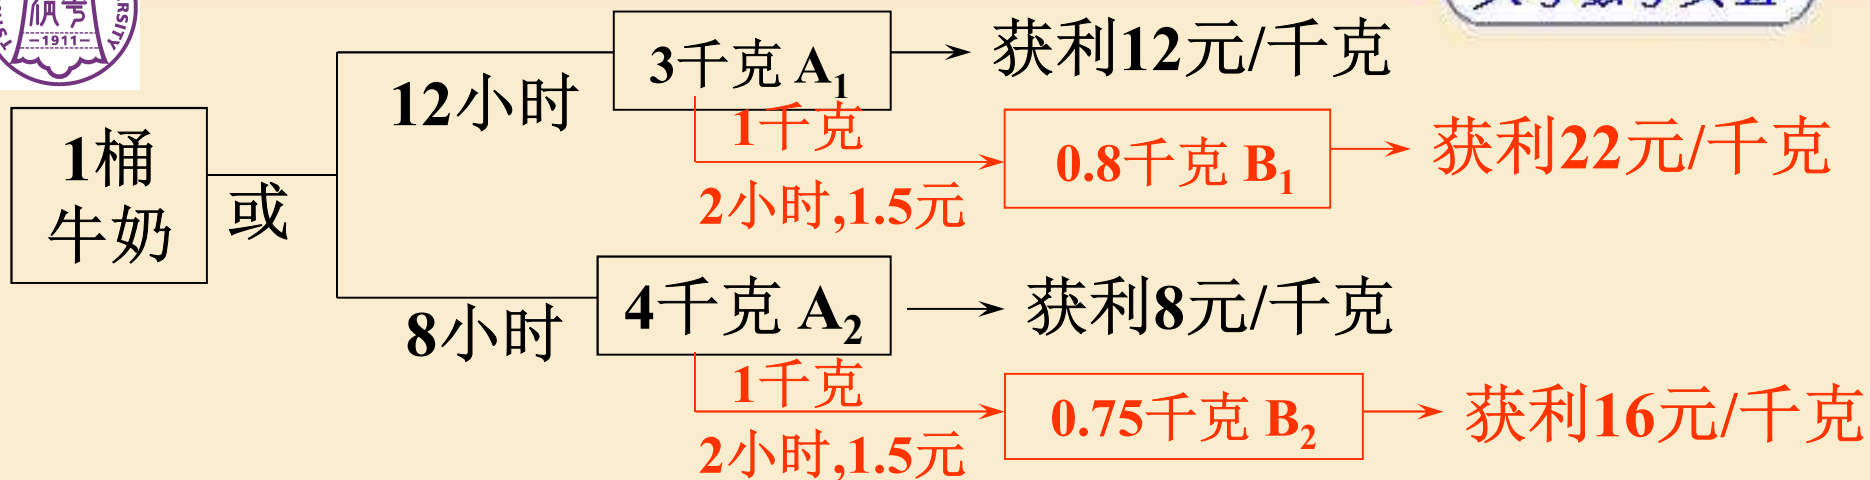 1911
3千克 A₁
获利12元/千克
12小时
1千克
0.8千克 B₁
获利22元/千克
2小时,1.5元
1桶
牛奶
或
4千克 A₂
获利8元/千克
8小时
1千克
0.75千克 B₂
获利16元/千克
2小时,1.5元